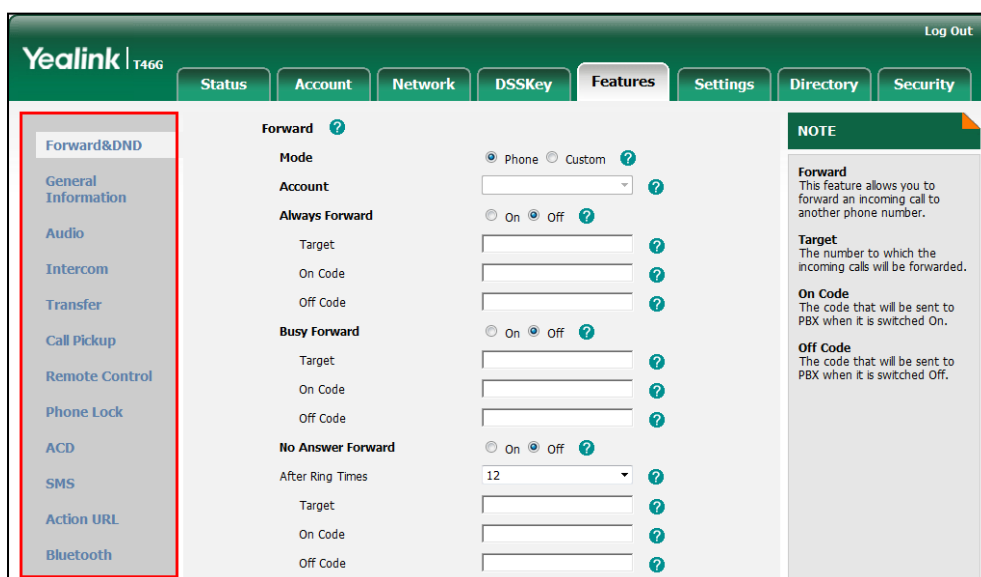 Log Out
Yealink T46G
Status Account Network DSSKey Features Settings Directory Security
Forward&DND
General
Information
Audio
Intercom
Transfer
Call Pickup
Remote Control
Phone Lock
ACD
SMS
Action URL
Bluetooth
Forward ?
Mode Phone Custom ?
Account ?
Always Forward On Off ?
Target ?
On Code ?
Off Code ?
Busy Forward On Off ?
Target ?
On Code ?
Off Code ?
No Answer Forward On Off ?
After Ring Times 12 ?
Target ?
On Code ?
Off Code ?
NOTE
Forward
This feature allows you to
forward an incoming call to
another phone number.
Target
The number to which the
incoming calls will be forwarded.
On Code
The code that will be sent to
PBX when it is switched On.
Off Code
The code that will be sent to
PBX when it is switched Off.